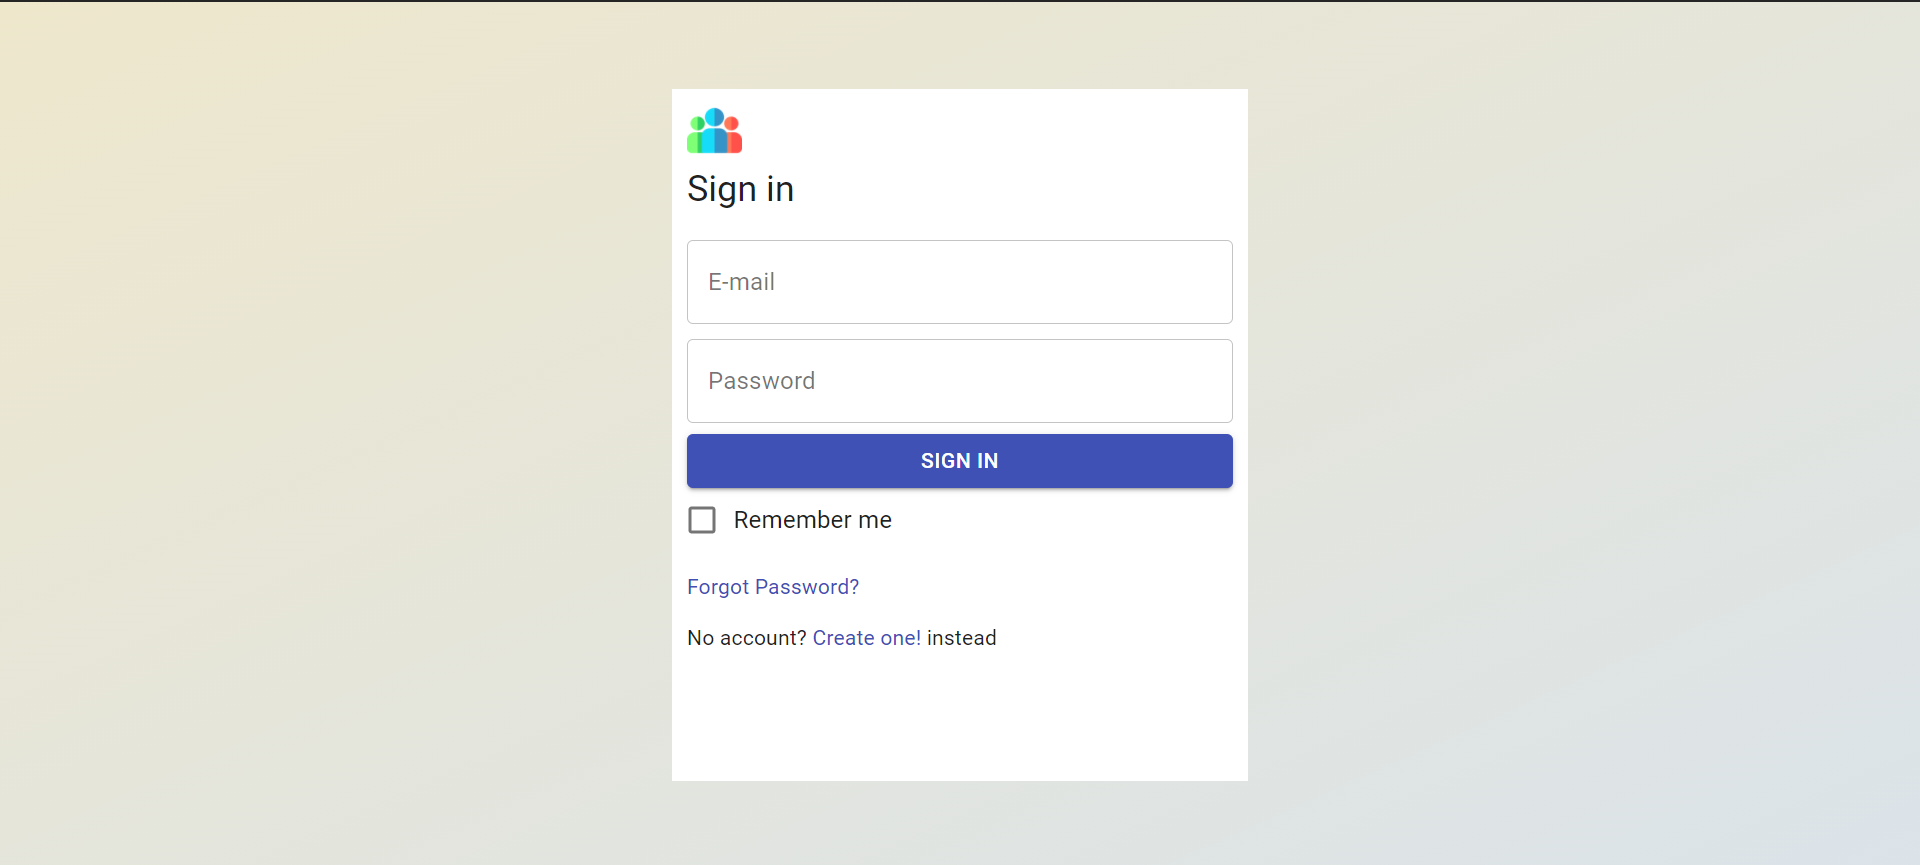 Sign in
E-mail
Password
SIGN IN
Remember me
Forgot Password?
No account? Create one! instead